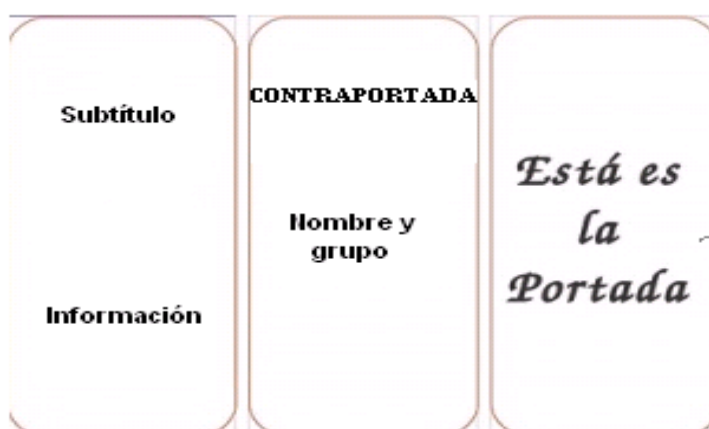 Subtítulo
Información
CONTRAPORTADA
Nombre y
grupo
Está es
la
Portada